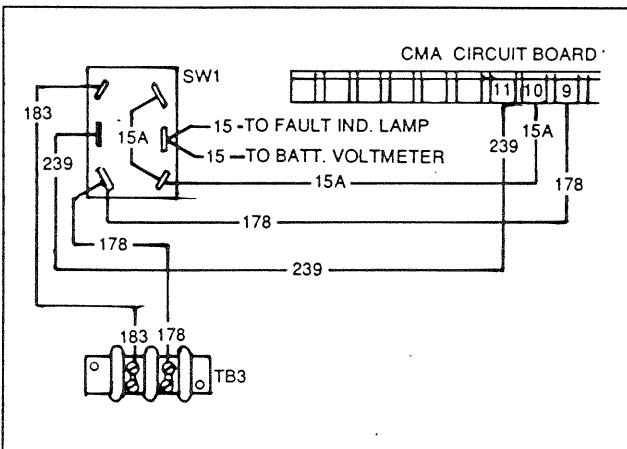 CMA CIRCUIT BOARD
SW1
11 10 9
183
15A
15 -TO FAULT IND. LAMP
239
15A
239
15 -TO BATT. VOLTMETER
15A
178
178
178
239
183 178
TB3